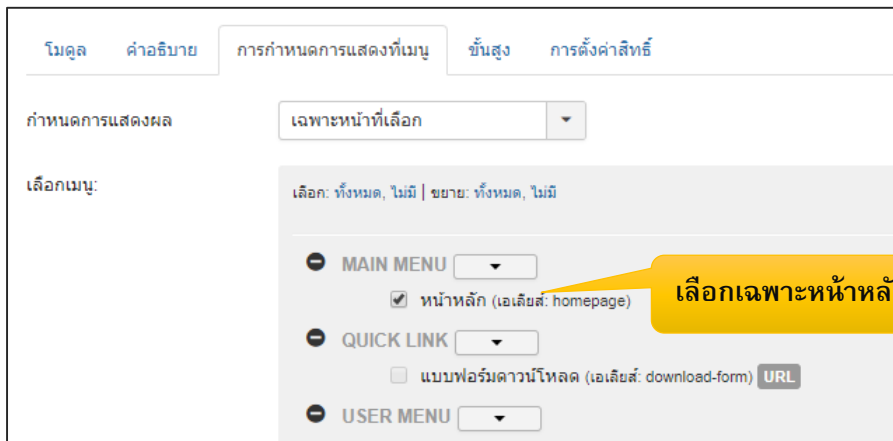 โมดูล คำอธิบาย การกำหนดการแสดงที่เมนู ขั้นสูง การตั้งค่าสิทธิ์
กำหนดการแสดงผล เฉพาะหน้าที่เลือก
เลือกเมนู: เลือก: ทั้งหมด, ไม่มี | ขยาย: ทั้งหมด, ไม่มี
MAIN MENU
หน้าหลัก (เอเลียส์: homepage) เลือกเฉพาะหน้าหลั
QUICK LINK
แบบฟอร์มดาวน์โหลด (เอเลียส์: download-form) URL
USER MENU